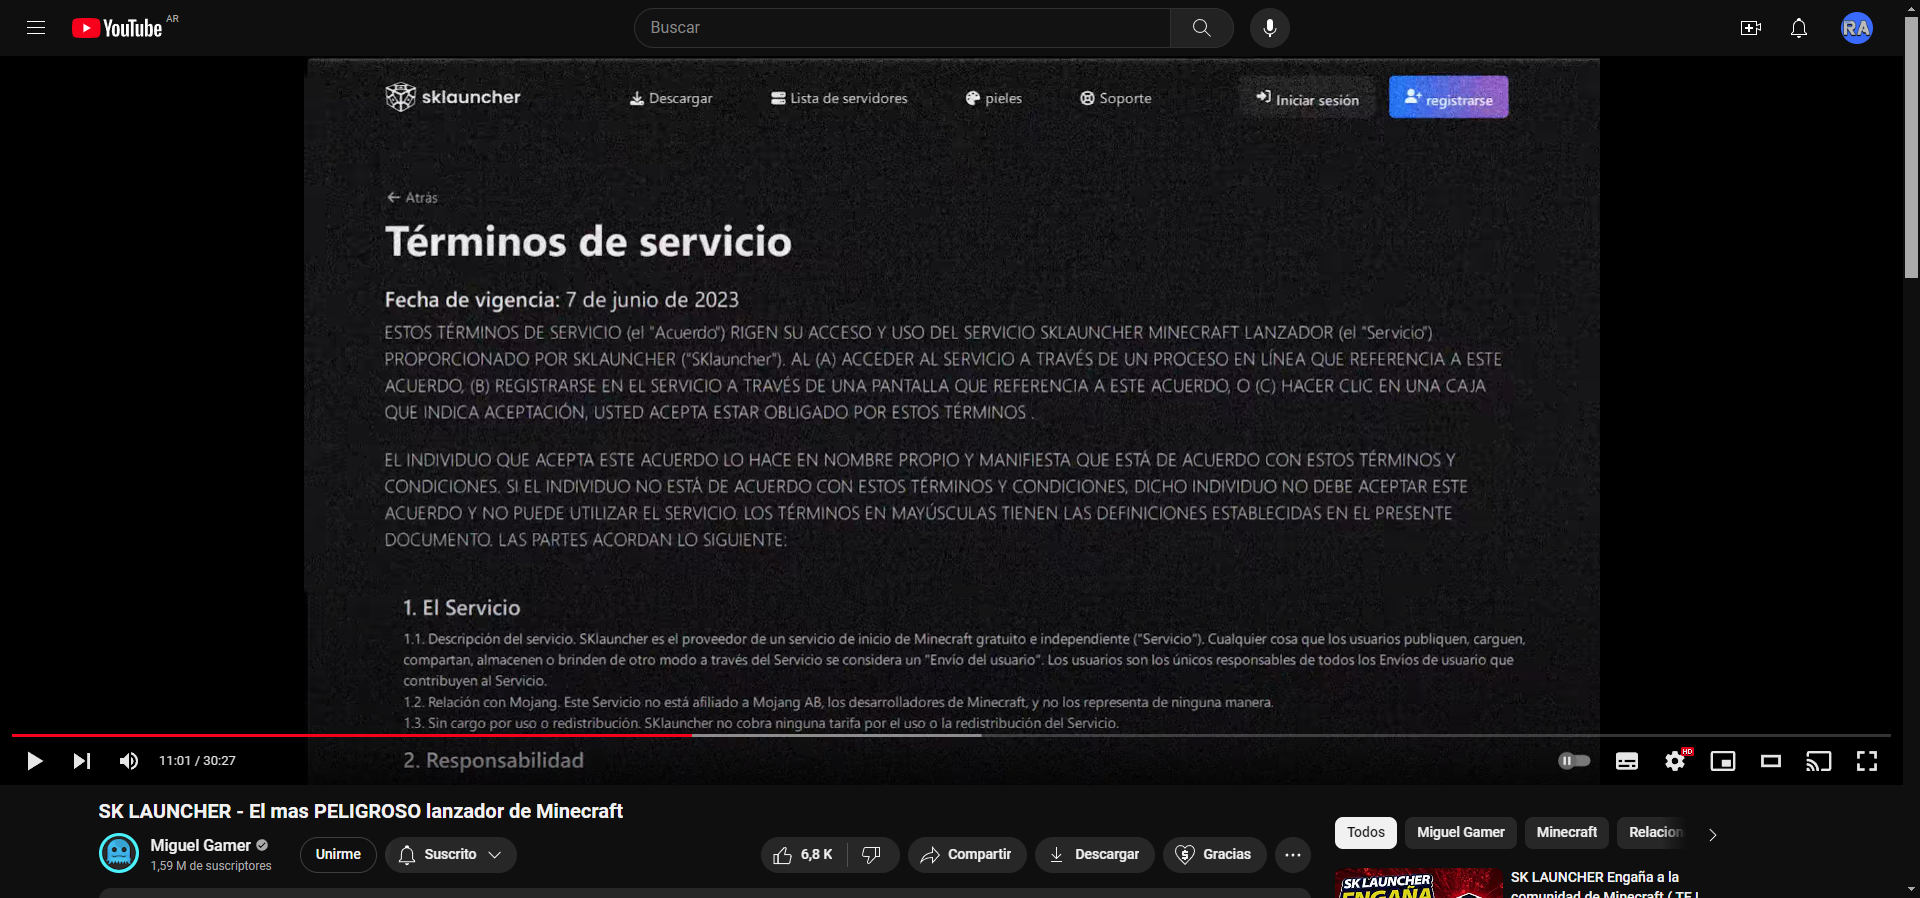 YouTube AR
Buscar
RA
sklauncher
Descargar
Lista de servidores
pieles
Soporte
Iniciar sesión
registrarse
Atrás
Términos de servicio
Fecha de vigencia: 7 de junio de 2023
ESTOS TÉRMINOS DE SERVICIO (el "Acuerdo") RIGEN SU ACCESO Y USO DEL SERVICIO SKLAUNCHER MINECRAFT LANZADOR (el "Servicio")
PROPORCIONADO POR SKLAUNCHER ("SKlauncher"). AL (A) ACCEDER AL SERVICIO A TRAVÉS DE UN PROCESO EN LÍNEA QUE REFERENCIA A ESTE
ACUERDO, (B) REGISTRARSE EN EL SERVICIO A TRAVÉS DE UNA PANTALLA QUE REFERENCIA A ESTE ACUERDO, O (C) HACER CLIC EN UNA CAJA
QUE INDICA ACEPTACIÓN, USTED ACEPTA ESTAR OBLIGADO POR ESTOS TÉRMINOS .
EL INDIVIDUO QUE ACEPTA ESTE ACUERDO LO HACE EN NOMBRE PROPIO Y MANIFIESTA QUE ESTÁ DE ACUERDO CON ESTOS TÉRMINOS Y
CONDICIONES. SI EL INDIVIDUO NO ESTÁ DE ACUERDO CON ESTOS TÉRMINOS Y CONDICIONES, DICHO INDIVIDUO NO DEBE ACEPTAR ESTE
ACUERDO Y NO PUEDE UTILIZAR EL SERVICIO. LOS TÉRMINOS EN MAYÚSCULAS TIENEN LAS DEFINICIONES ESTABLECIDAS EN EL PRESENTE
DOCUMENTO. LAS PARTES ACORDAN LO SIGUIENTE:
1. El Servicio
1.1. Descripción del servicio. SKlauncher es el proveedor de un servicio de inicio de Minecraft gratuito e independiente ("Servicio"). Cualquier cosa que los usuarios publiquen, carguen,
compartan, almacenen o brinden de otro modo a través del Servicio se considera un "Envío del usuario". Los usuarios son los únicos responsables de todos los Envíos de usuario que
contribuyen al Servicio.
1.2. Relación con Mojang. Este Servicio no está afiliado a Mojang AB, los desarrolladores de Minecraft, y no los representa de ninguna manera.
1.3. Sin cargo por uso o redistribución. SKlauncher no cobra ninguna tarifa por el uso o la redistribución del Servicio.
2. Responsabilidad
11:01 / 30:27
HD
SK LAUNCHER - El mas PELIGROSO lanzador de Minecraft
Miguel Gamer
1,59 M de suscriptores
Unirme
Suscrito
6,8 K
Compartir
Descargar
Gracias
Todos
Miguel Gamer
Minecraft
Relacion
SK LAUNCHER
ENGAÑA
SK LAUNCHER Engaña a la
comunidad de Minecraft ( TE L